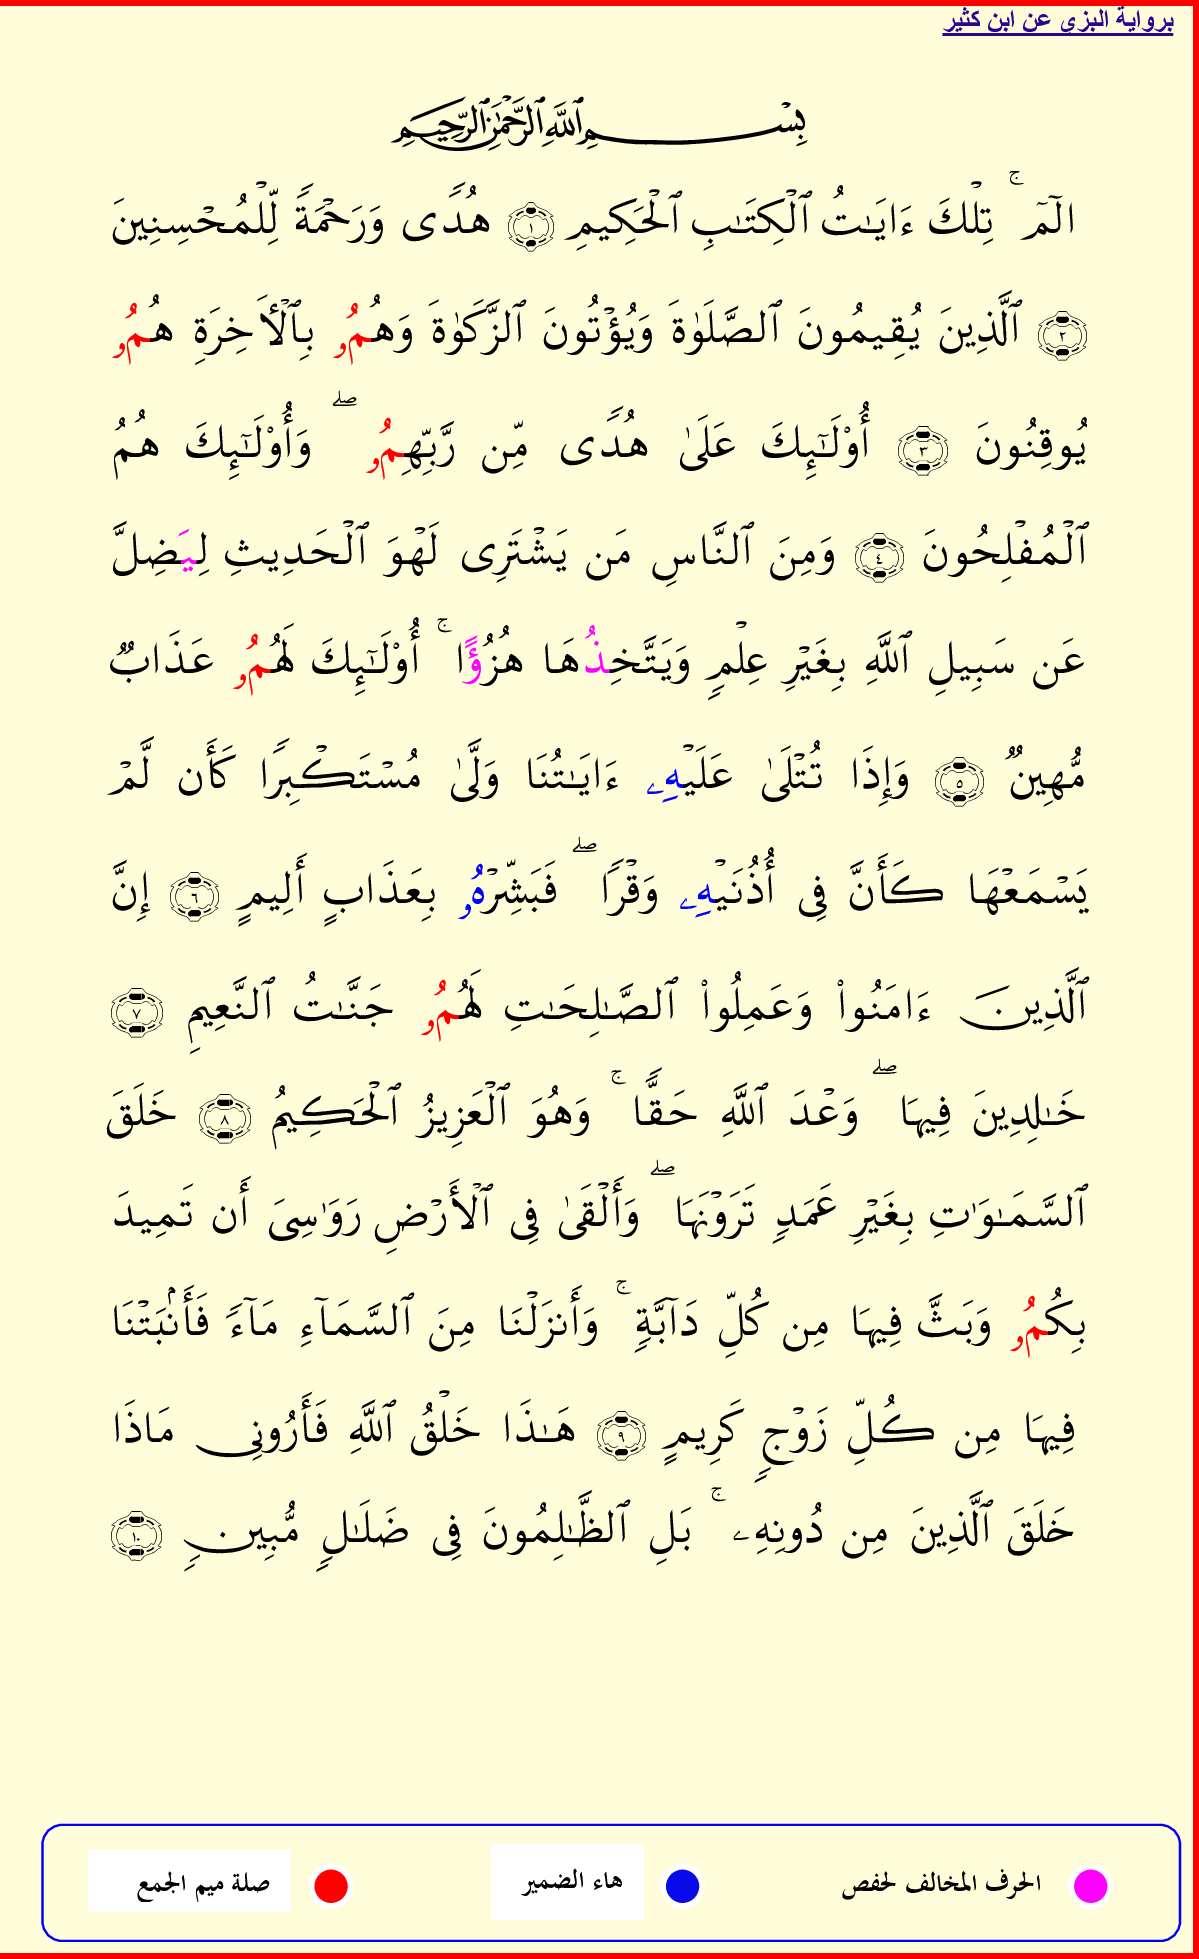 برواية البزي عن ابن كثير
بِسْمِ ٱللَّهِ ٱلرَّحْمَٰنِ ٱلرَّحِيمِ
الٓمٓ ۚ تِلْكَ ءَايَٰتُ ٱلْكِتَٰبِ ٱلْحَكِيمِ ١ هُدًى وَرَحْمَةً لِّلْمُحْسِنِينَ
٢ ٱلَّذِينَ يُقِيمُونَ ٱلصَّلَوٰةَ وَيُؤْتُونَ ٱلزَّكَوٰةَ وَهُمُۥ بِٱلْأَخِرَةِ هُمُۥ
يُوقِنُونَ ٣ أُوْلَٰٓئِكَ عَلَىٰ هُدًى مِّن رَّبِّهِمُۥ ۖ وَأُوْلَٰٓئِكَ هُمُ
ٱلْمُفْلِحُونَ ٤ وَمِنَ ٱلنَّاسِ مَن يَشْتَرِى لَهْوَ ٱلْحَدِيثِ لِيَضِلَّ
عَن سَبِيلِ ٱللَّهِ بِغَيْرِ عِلْمٍ وَيَتَّخِذُهَا هُزُؤًا ۚ أُوْلَٰٓئِكَ لَهُمُۥ عَذَابٌ
مُّهِينٌ ٥ وَإِذَا تُتْلَىٰ عَلَيْهِۦ ءَايَٰتُنَا وَلَّىٰ مُسْتَكْبِرًا كَأَن لَّمْ
يَسْمَعْهَا كَأَنَّ فِى أُذُنَيْهِۦ وَقْرًا ۖ فَبَشِّرْهُۥ بِعَذَابٍ أَلِيمٍ ٦ إِنَّ
ٱلَّذِينَ ءَامَنُواْ وَعَمِلُواْ ٱلصَّٰلِحَٰتِ لَهُمُۥ جَنَّٰتُ ٱلنَّعِيمِ ٧
خَٰلِدِينَ فِيهَا ۖ وَعْدَ ٱللَّهِ حَقًّا ۚ وَهُوَ ٱلْعَزِيزُ ٱلْحَكِيمُ ٨ خَلَقَ
ٱلسَّمَٰوَٰتِ بِغَيْرِ عَمَدٍ تَرَوْنَهَا ۖ وَأَلْقَىٰ فِى ٱلْأَرْضِ رَوَٰسِىَ أَن تَمِيدَ
بِكُمُۥ وَبَثَّ فِيهَا مِن كُلِّ دَآبَّةٍ ۚ وَأَنزَلْنَا مِنَ ٱلسَّمَآءِ مَآءً فَأَنۢبَتْنَا
فِيهَا مِن كُلِّ زَوْجٍ كَرِيمٍ ٩ هَٰذَا خَلْقُ ٱللَّهِ فَأَرُونِى مَاذَا
خَلَقَ ٱلَّذِينَ مِن دُونِهِۦ ۚ بَلِ ٱلظَّٰلِمُونَ فِى ضَلَٰلٍ مُّبِينٍ ١٠
الحرف المخالف لحفص هاء الضمير صلة ميم الجمع